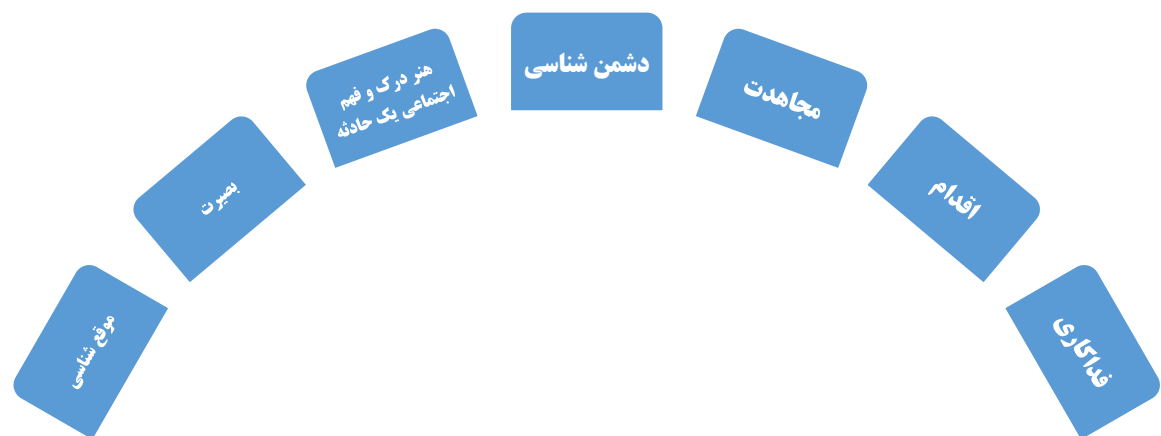 دشمن شناسی
مجاهدت
اقدام
فداکاری
هنر درک و فهم
اجتماعی یک حادثه
بصیرت
موقع شناسی